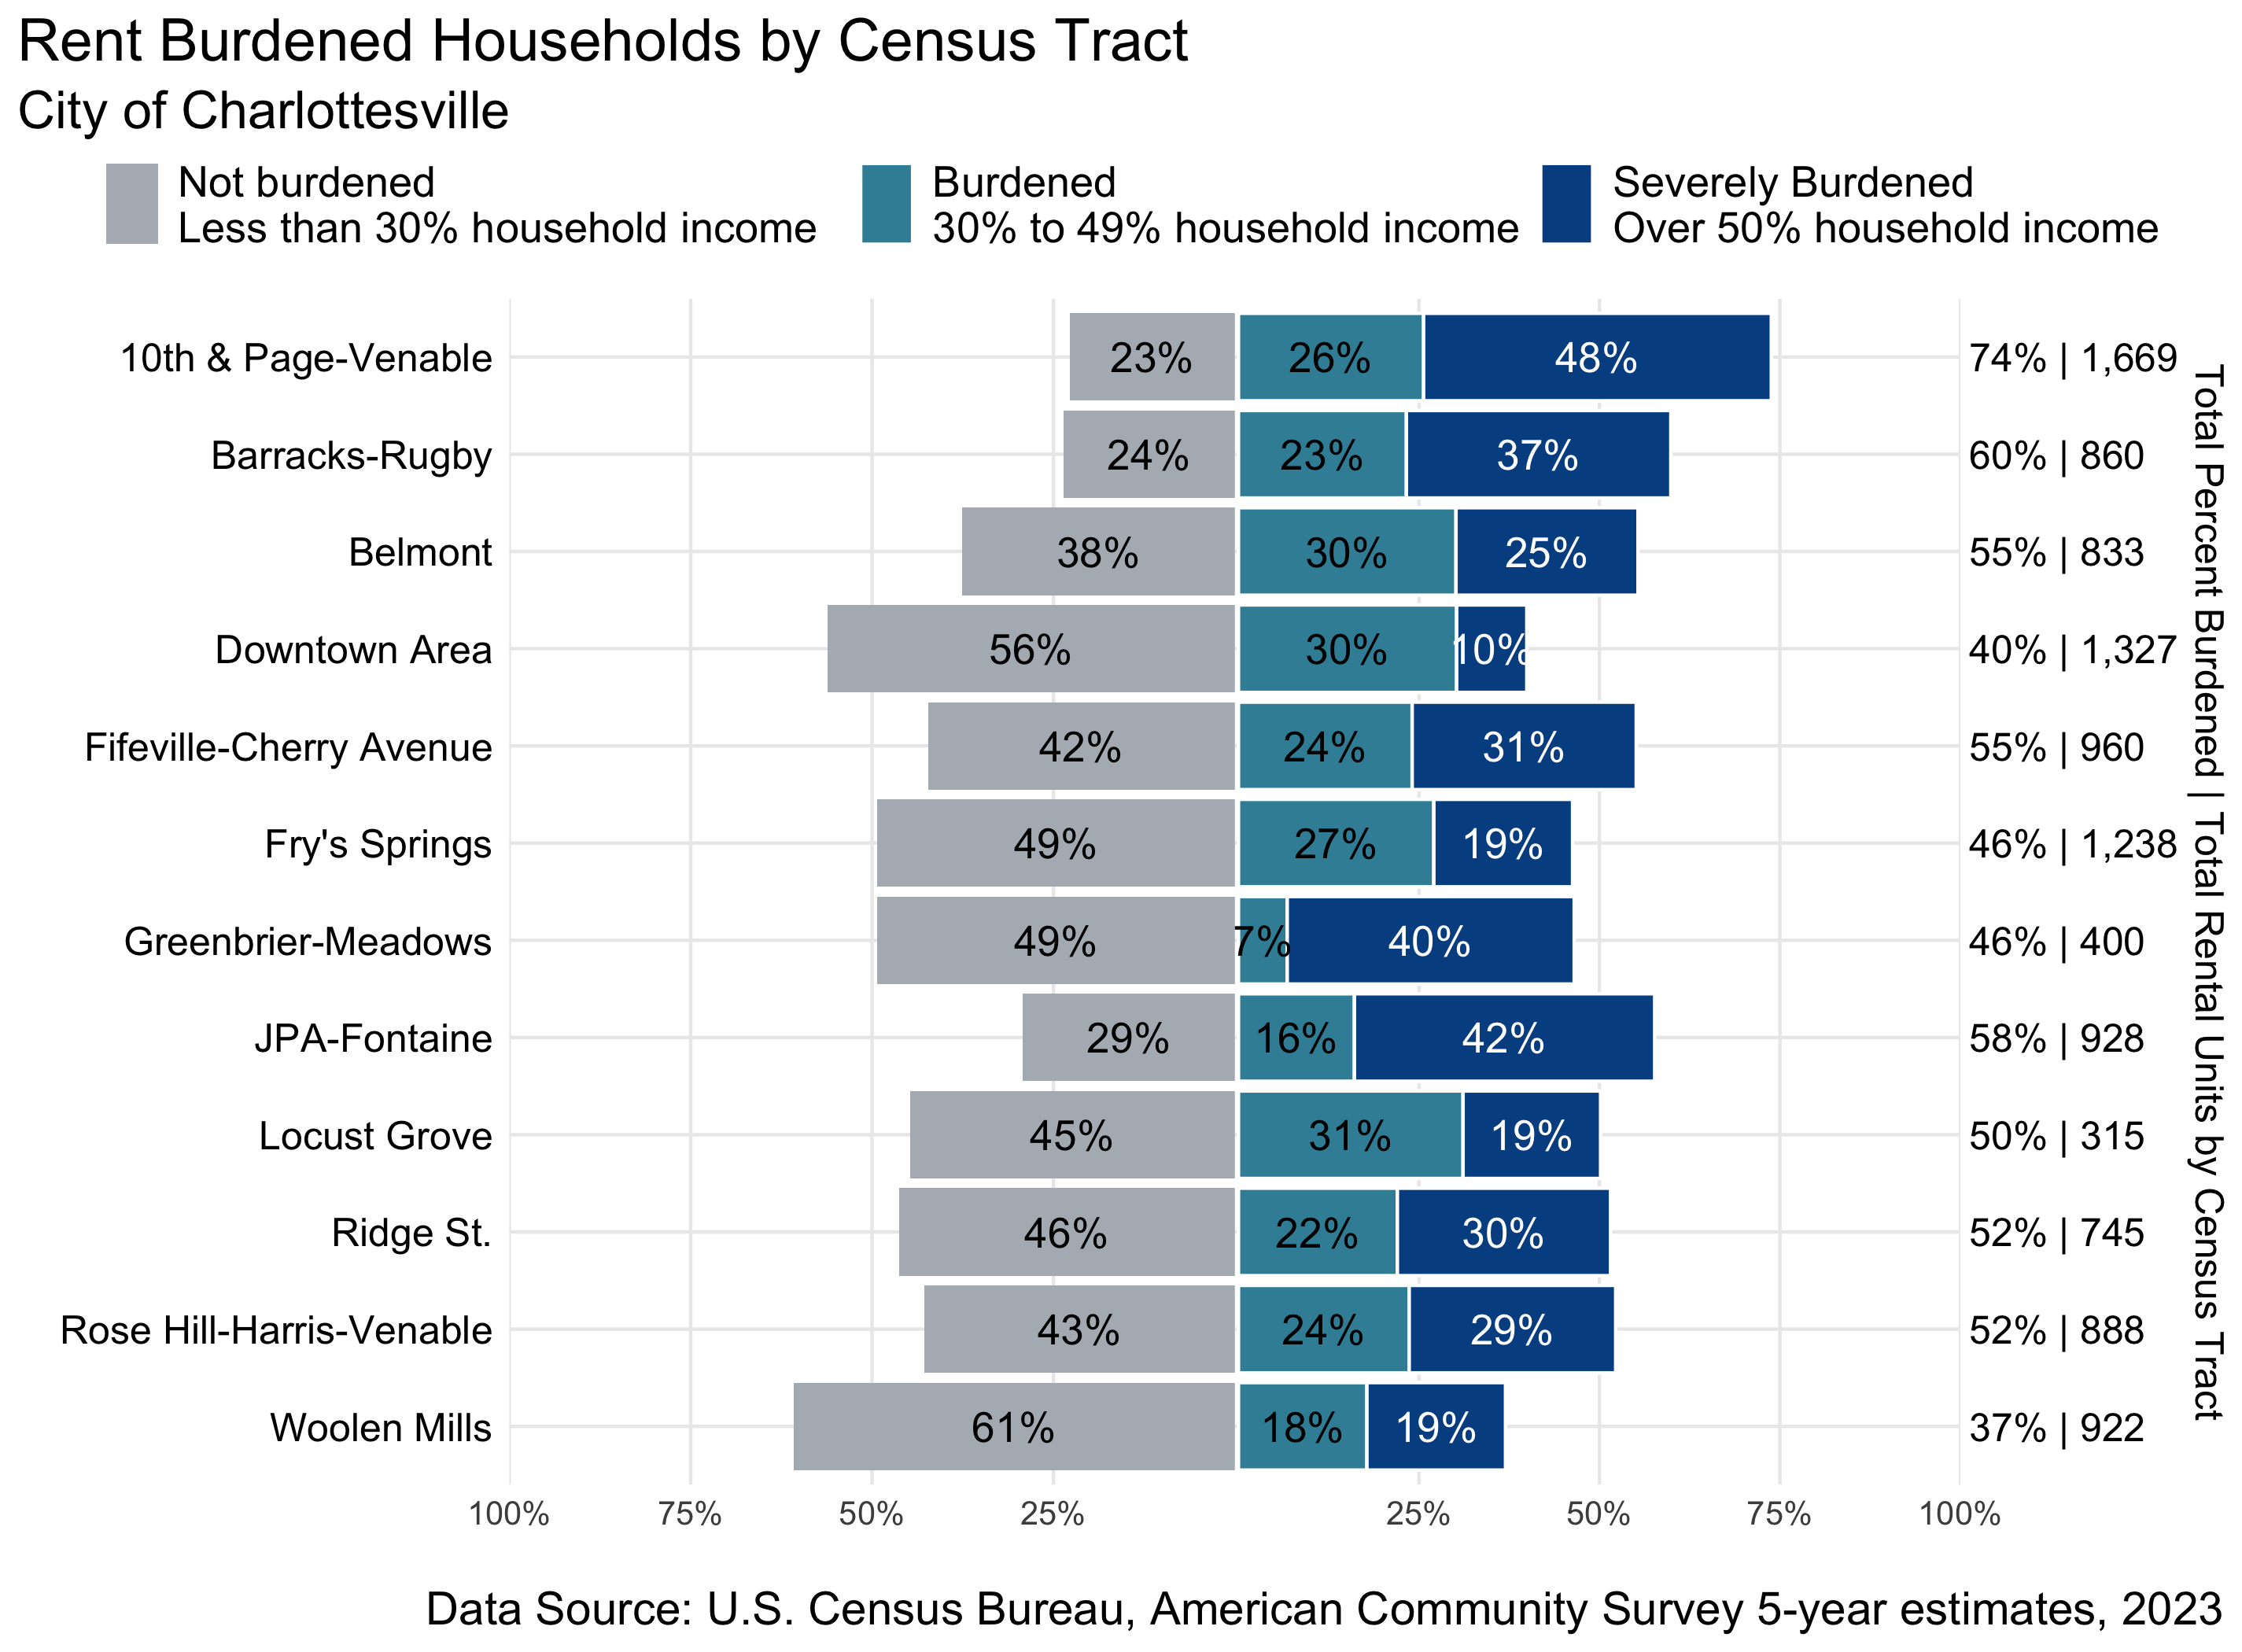 Rent Burdened Households by Census Tract
City of Charlottesville
Not burdened
Less than 30% household income
Burdened
30% to 49% household income
Severely Burdened
Over 50% household income
10th & Page-Venable 23% 26% 48% 74% | 1,669
Barracks-Rugby 24% 23% 37% 60% | 860
Belmont 38% 30% 25% 55% | 833
Downtown Area 56% 30% 10% 40% | 1,327
Fifeville-Cherry Avenue 42% 24% 31% 55% | 960
Fry's Springs 49% 27% 19% 46% | 1,238
Greenbrier-Meadows 49% 7% 40% 46% | 400
JPA-Fontaine 29% 16% 42% 58% | 928
Locust Grove 45% 31% 19% 50% | 315
Ridge St. 46% 22% 30% 52% | 745
Rose Hill-Harris-Venable 43% 24% 29% 52% | 888
Woolen Mills 61% 18% 19% 37% | 922
100% 75% 50% 25% 25% 50% 75% 100%
Total Percent Burdened | Total Rental Units by Census Tract
Data Source: U.S. Census Bureau, American Community Survey 5-year estimates, 2023